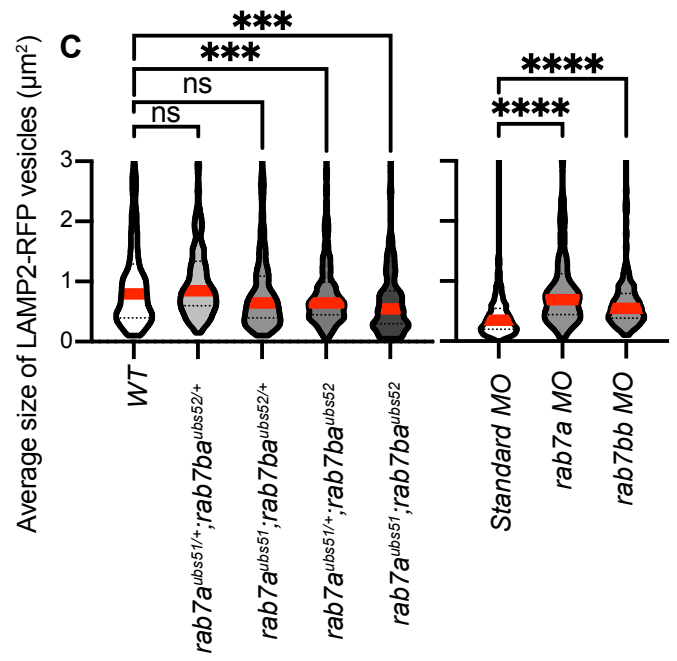 C
Average size of LAMP2-RFP vesicles (µm²)
***
***
ns
ns
****
****
3
2
1
0
WT
rab7a^ubs51/+;rab7ba^ubs52/+
rab7a^ubs51;rab7ba^ubs52/+
rab7a^ubs51/+;rab7ba^ubs52
rab7a^ubs51;rab7ba^ubs52
Standard MO
rab7a MO
rab7bb MO